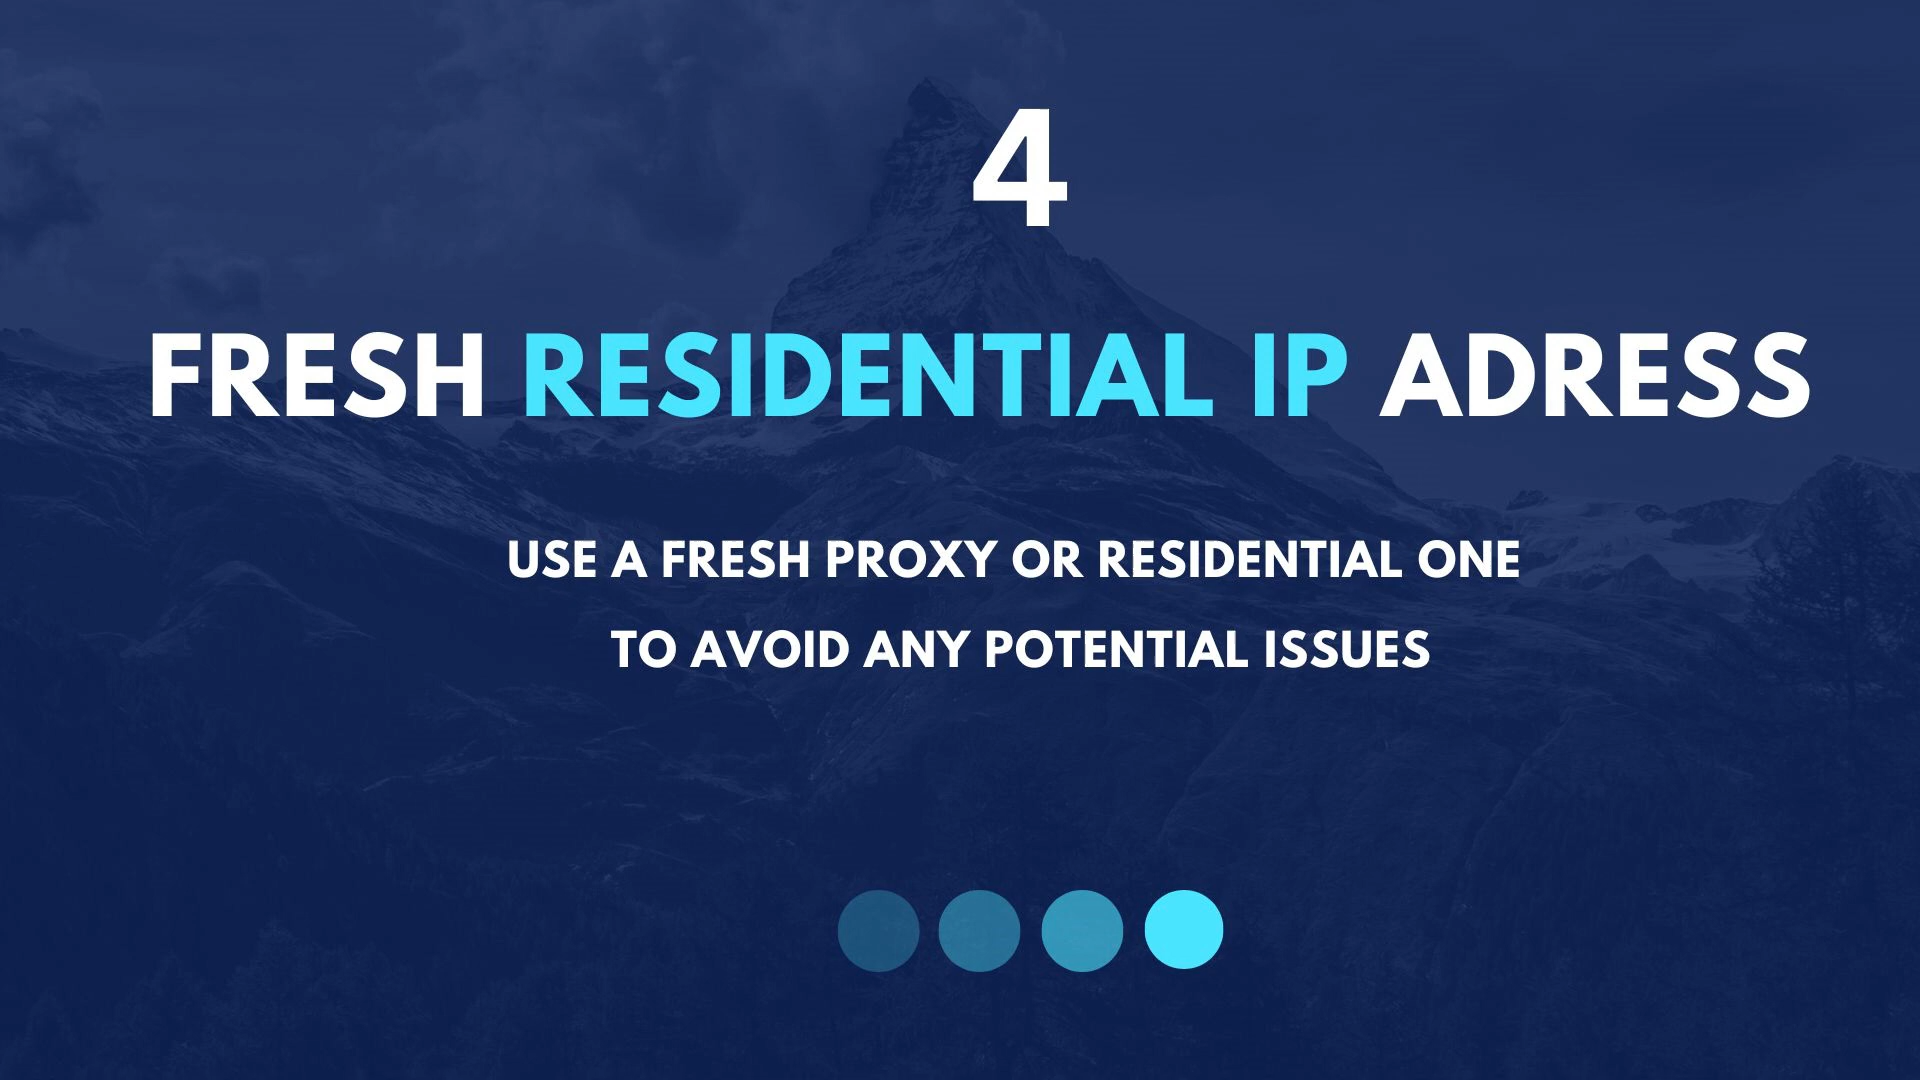 4
FRESH RESIDENTIAL IP ADRESS
USE A FRESH PROXY OR RESIDENTIAL ONE
TO AVOID ANY POTENTIAL ISSUES